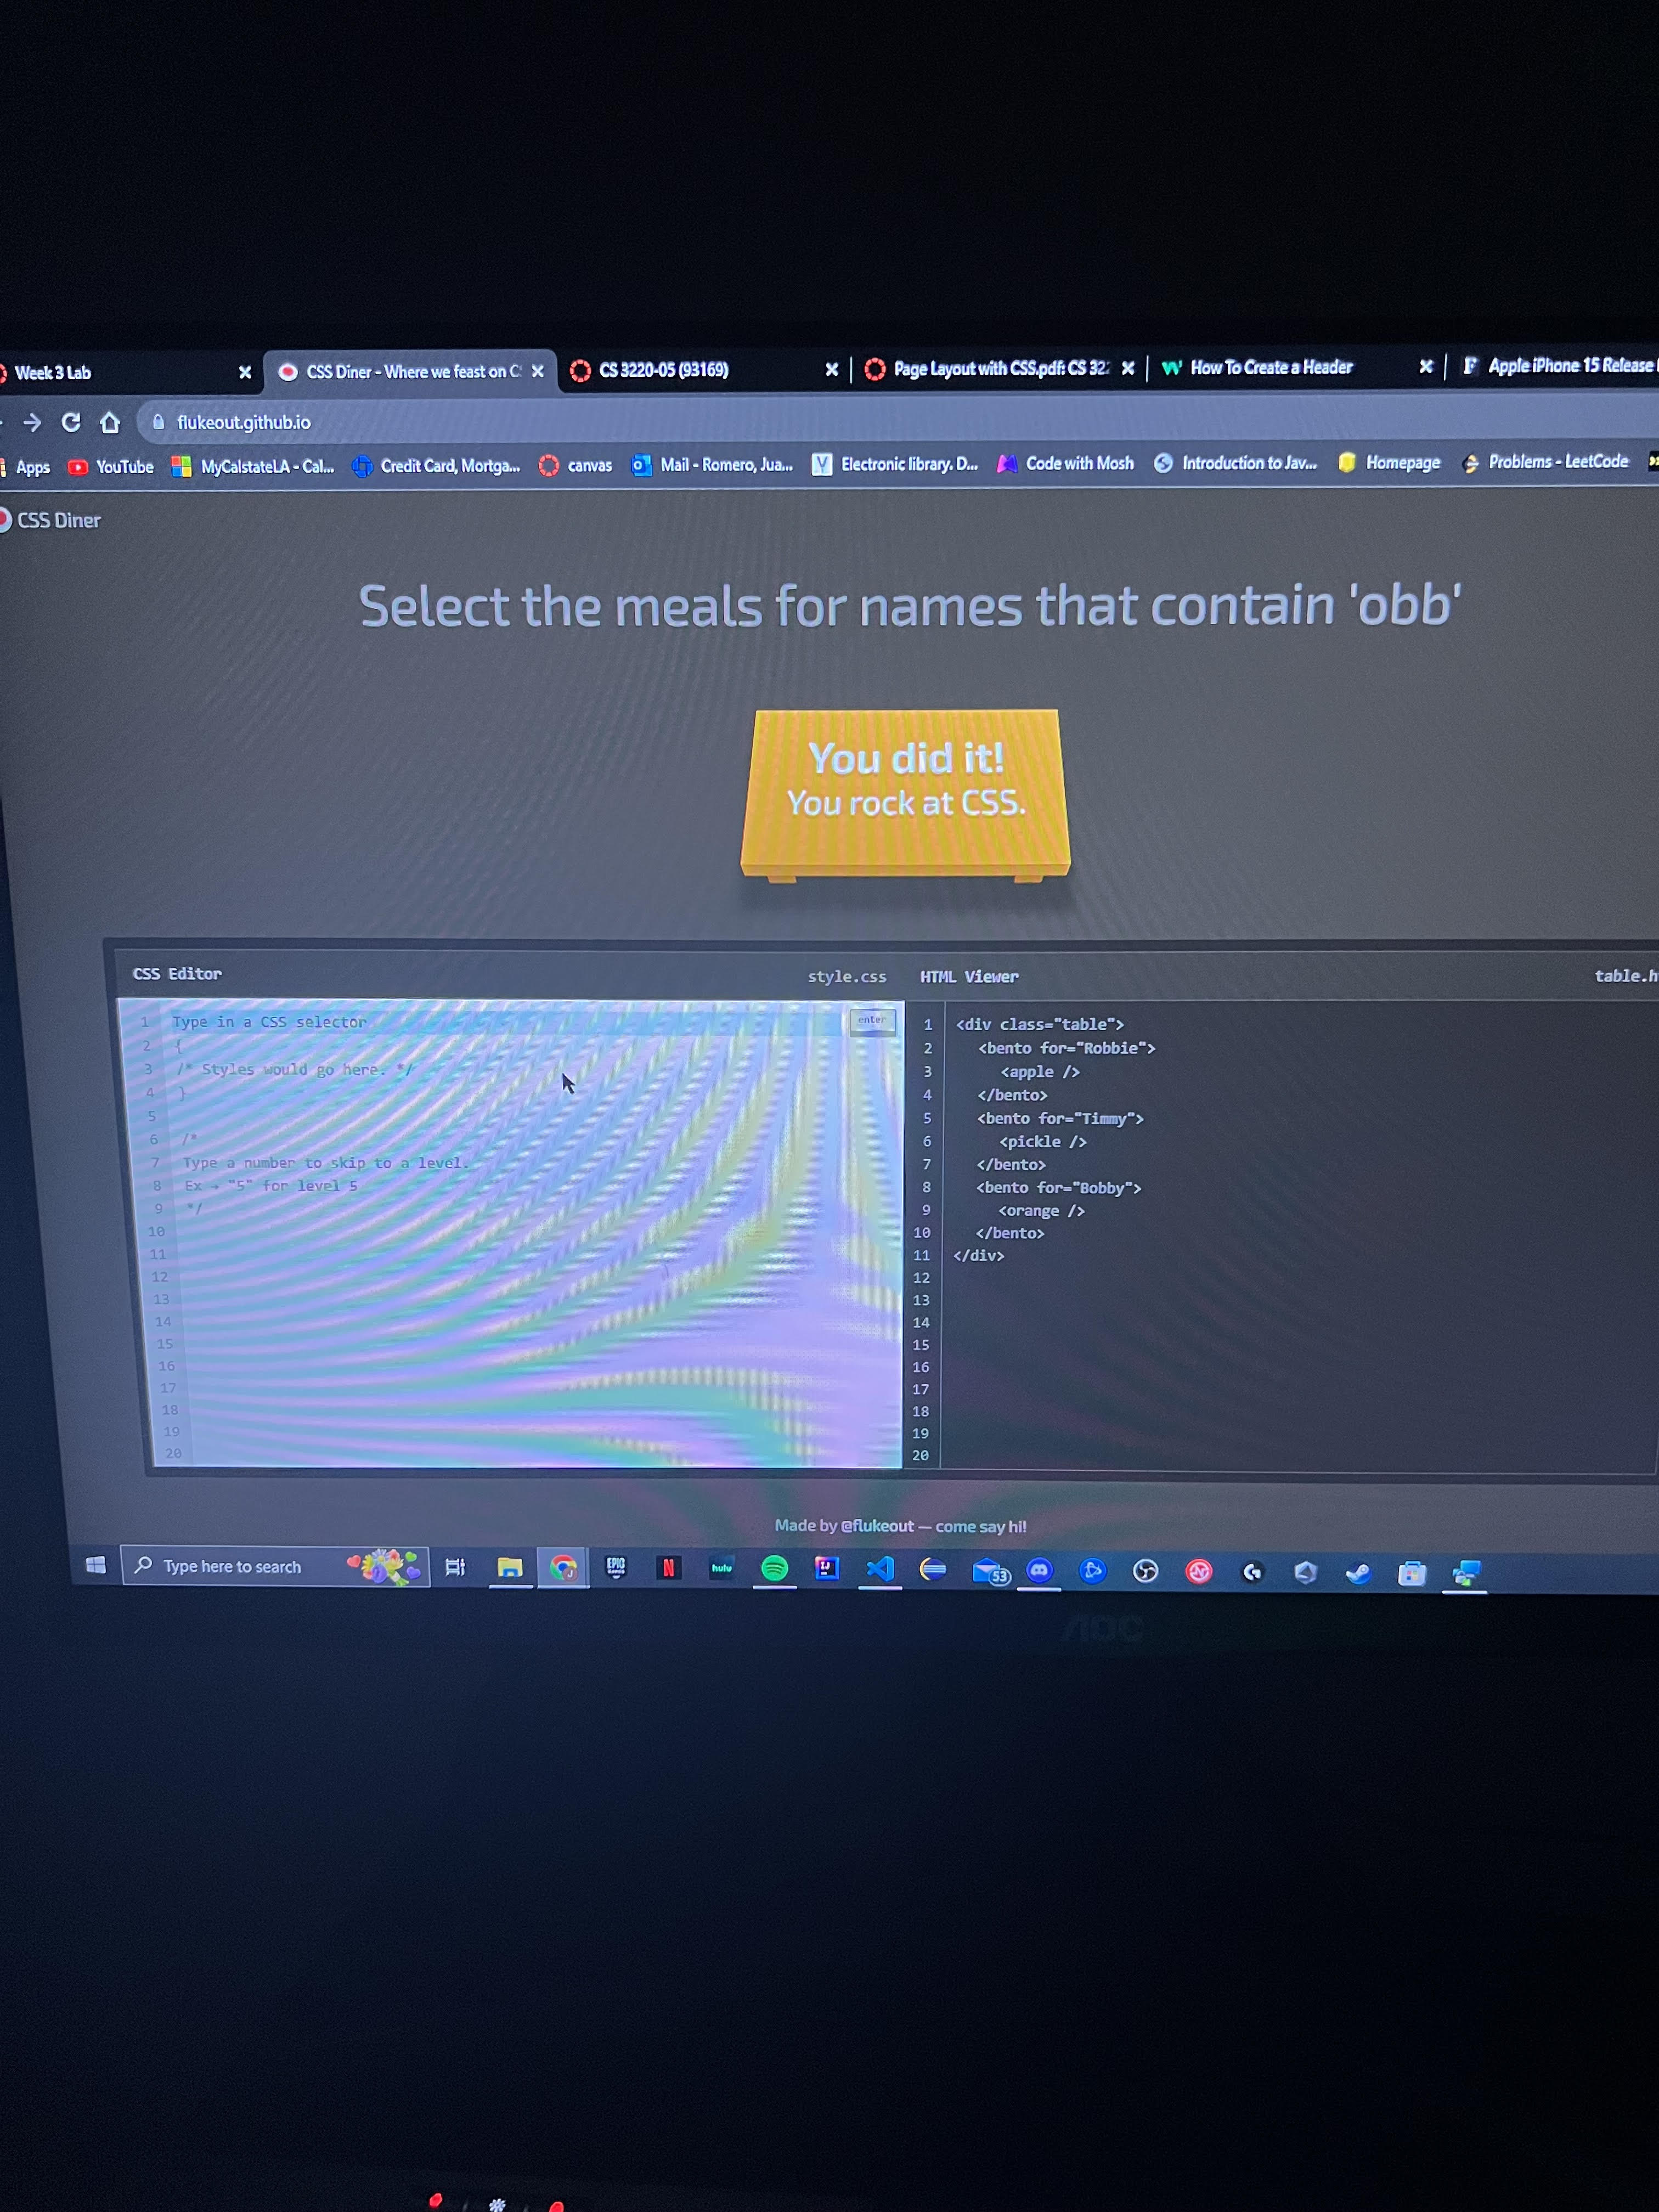 Week 3 Lab
CSS Diner - Where we feast on C
CS 3220-05 (93169)
Page Layout with CSS.pdf: CS 32
How To Create a Header
Apple iPhone 15 Release
flukeout.github.io
Apps
YouTube
MyCalstateLA - Cal...
Credit Card, Mortga...
canvas
Mail - Romero, Jua...
Electronic library. D...
Code with Mosh
Introduction to Jav...
Homepage
Problems - LeetCode
CSS Diner
Select the meals for names that contain 'obb'
You did it!
You rock at CSS.
CSS Editor
style.css
1 Type in a CSS selector
enter
2 {
3 /* Styles would go here. */
4 }
5
6 /*
7 Type a number to skip to a level.
8 Ex → "5" for level 5
9 */
10
11
12
13
14
15
16
17
18
19
20
HTML Viewer
table.h
1 <div class="table">
2 <bento for="Robbie">
3 <apple />
4 </bento>
5 <bento for="Timmy">
6 <pickle />
7 </bento>
8 <bento for="Bobby">
9 <orange />
10 </bento>
11 </div>
12
13
14
15
16
17
18
19
20
Made by @flukeout — come say hi!
Type here to search
EPIC GAMES
N
hulu
IJ
53
AOC